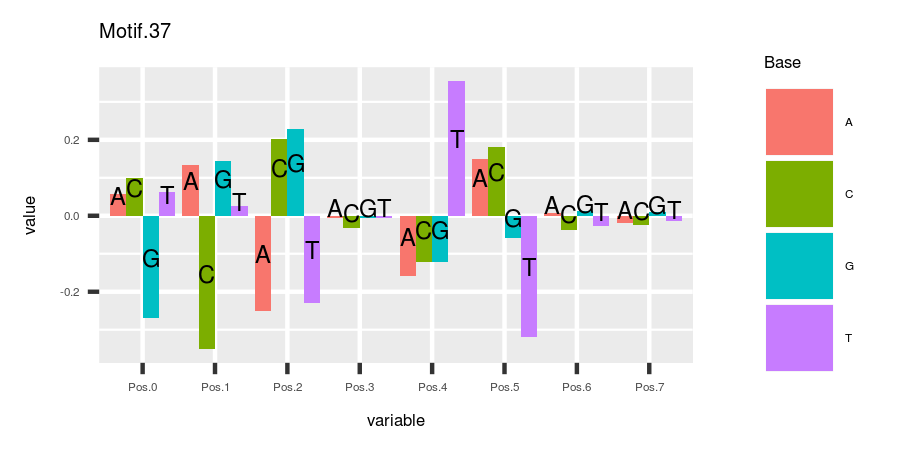 Motif.37
Base
A
C
G
T
value
0.2
0.0
-0.2
A C G T A C G T A C G T A C G T A C G T A C G T A C G T A C G T
Pos.0 Pos.1 Pos.2 Pos.3 Pos.4 Pos.5 Pos.6 Pos.7
variable